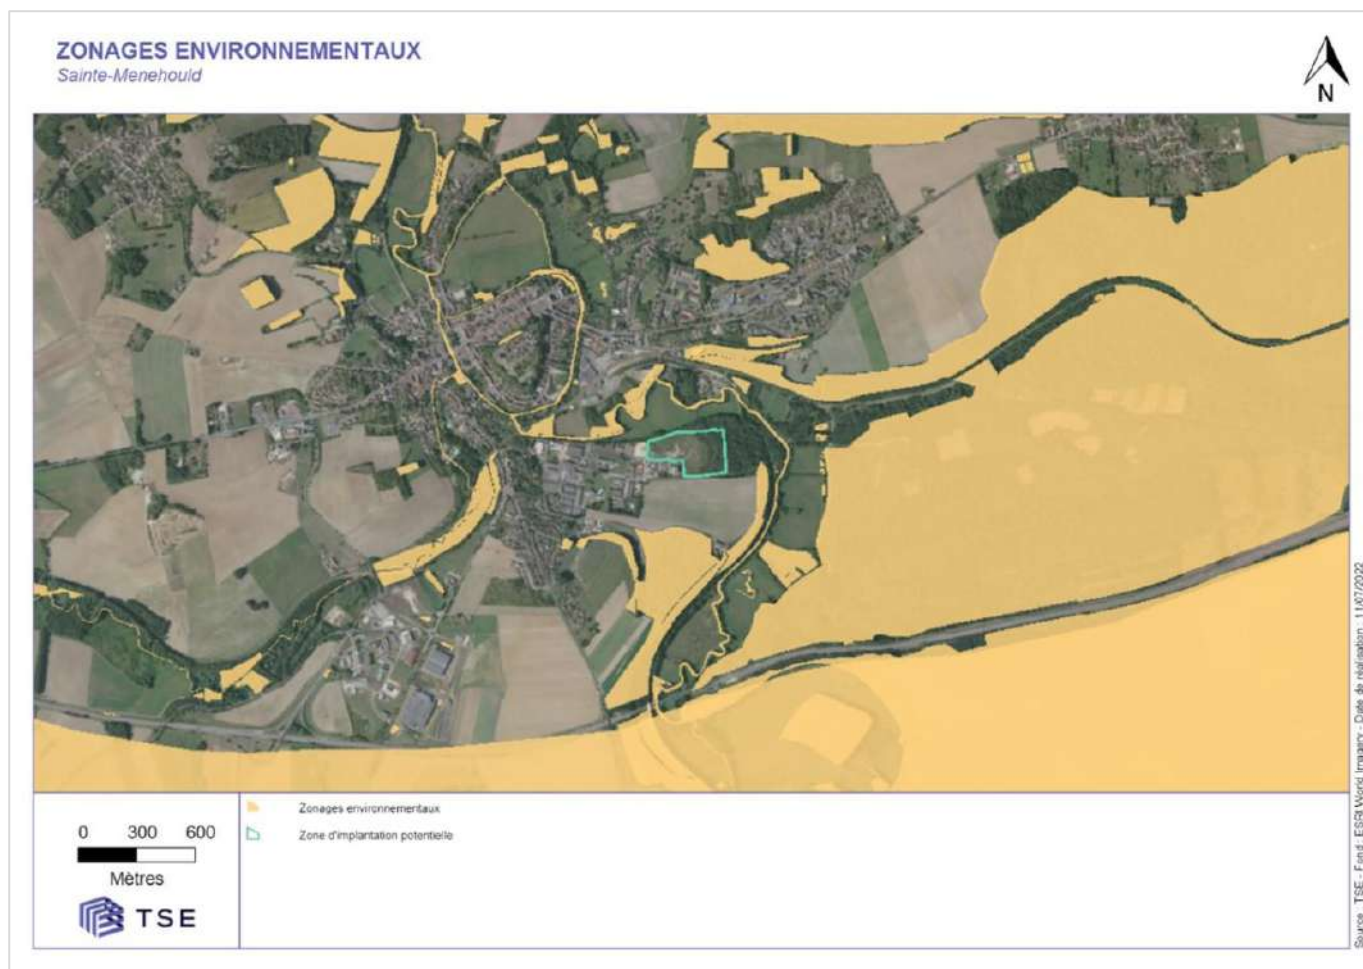 ZONAGES ENVIRONNEMENTAUX
Sainte-Menehould
N
Zonages environnementaux
Zone d'implantation potentielle
0 300 600
Mètres
TSE
Source : TSE - Fond : ESRI World Imagery - Date de réalisation : 11/07/2022